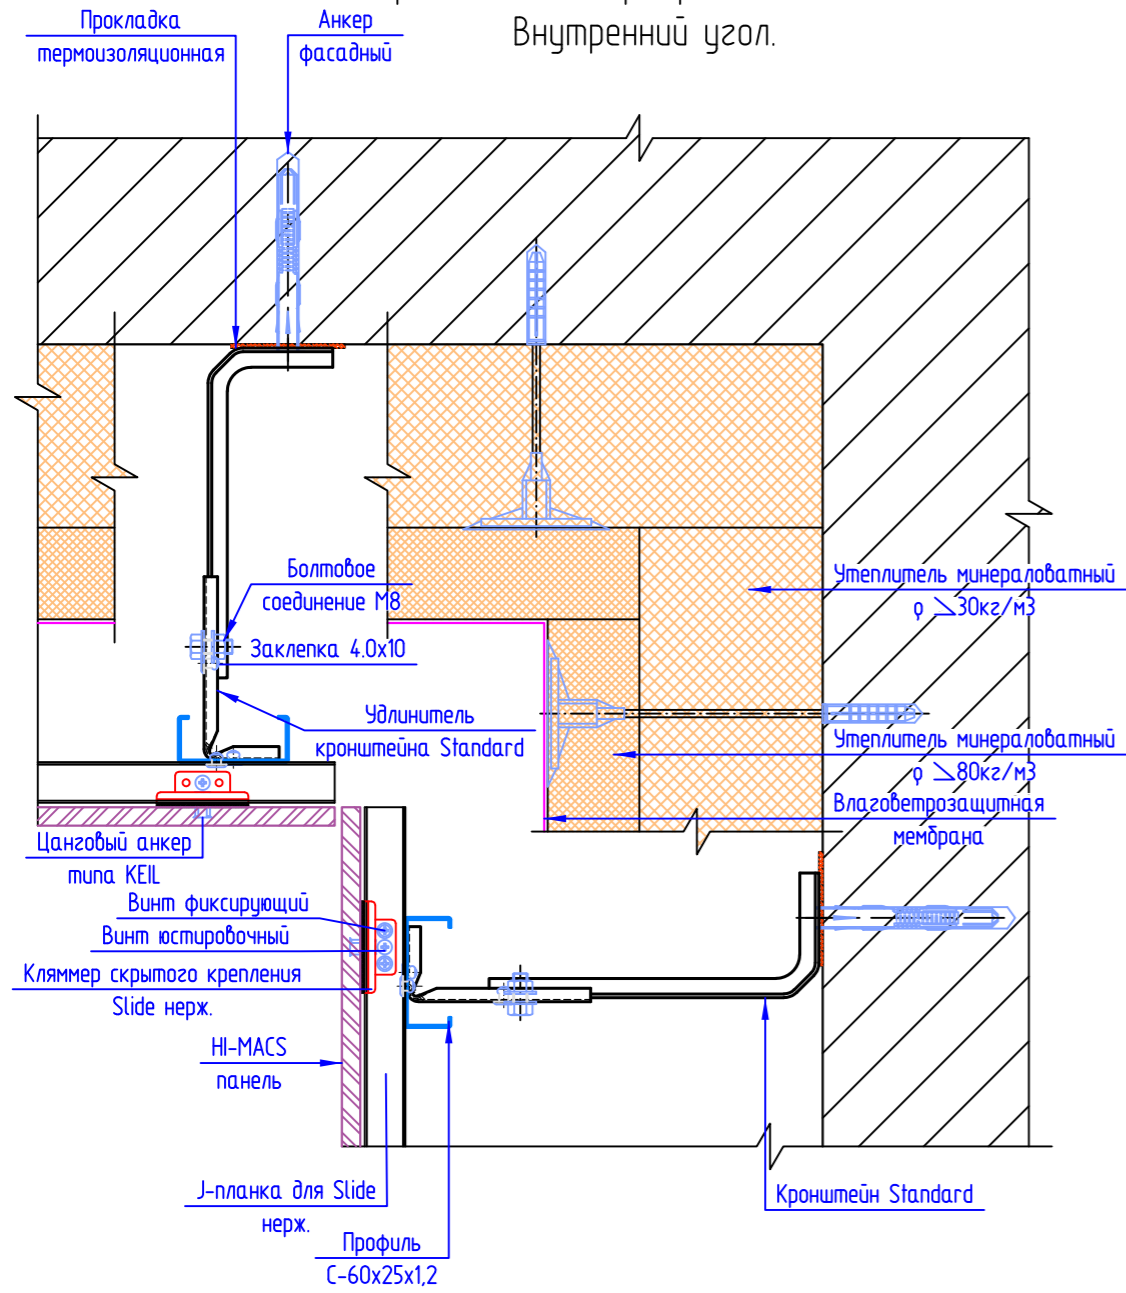 Внутренний угол.
Прокладка
термоизоляционная
Анкер
фасадный
Болтовое
соединение М8
Заклепка 4.0х10
Удлинитель
кронштейна Standard
Утеплитель минераловатный
ρ ⩾30кг/м3
Утеплитель минераловатный
ρ ⩾80кг/м3
Влаговетрозащитная
мембрана
Цанговый анкер
типа KEIL
Винт фиксирующий
Винт юстировочный
Кляммер скрытого крепления
Slide нерж.
HI-MACS
панель
J-планка для Slide
нерж.
Профиль
С-60х25х1,2
Кронштейн Standard